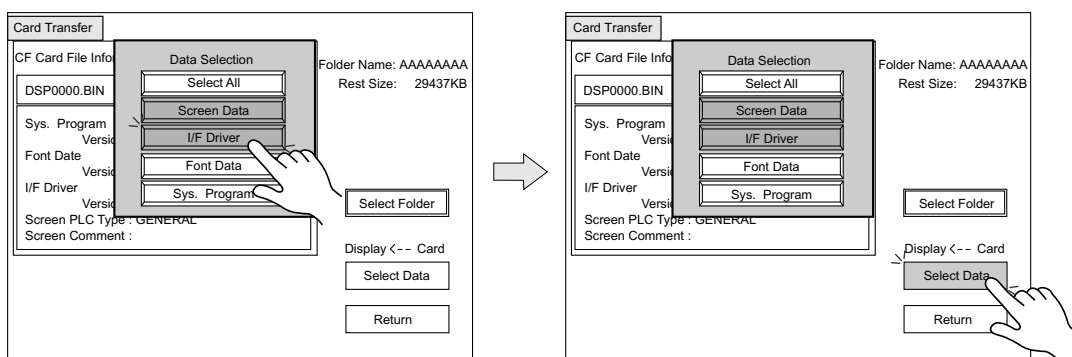 Card Transfer
CF Card File Info
DSP0000.BIN
Sys. Program
Versi
Font Date
Versi
I/F Driver
Versi
Screen PLC Type : GENERAL
Screen Comment :
Data Selection
Select All
Screen Data
I/F Driver
Font Data
Sys. Program
Folder Name: AAAAAAAA
Rest Size: 29437KB
Select Folder
Display <-- Card
Select Data
Return
Card Transfer
CF Card File Info
DSP0000.BIN
Sys. Program
Versi
Font Date
Versi
I/F Driver
Versi
Screen PLC Type : GENERAL
Screen Comment :
Data Selection
Select All
Screen Data
I/F Driver
Font Data
Sys. Program
Folder Name: AAAAAAAA
Rest Size: 29437KB
Select Folder
Display <-- Card
Select Data
Return